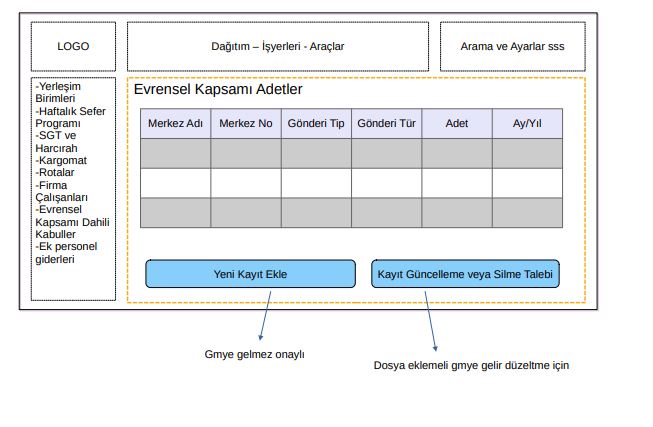 LOGO
Dağıtım – İşyerleri - Araçlar
Arama ve Ayarlar sss
-Yerleşim
Birimleri
-Haftalık Sefer
Programı
-SGT ve
Harcırah
-Kargomat
-Rotalar
-Firma
Çalışanları
-Evrensel
Kapsamı Dahili
Kabuller
-Ek personel
giderleri
Evrensel Kapsamı Adetler
Merkez Adı Merkez No Gönderi Tip Gönderi Tür Adet Ay/Yıl
Yeni Kayıt Ekle
Kayıt Güncelleme veya Silme Talebi
Gmye gelmez onaylı
Dosya eklemeli gmye gelir düzeltme için